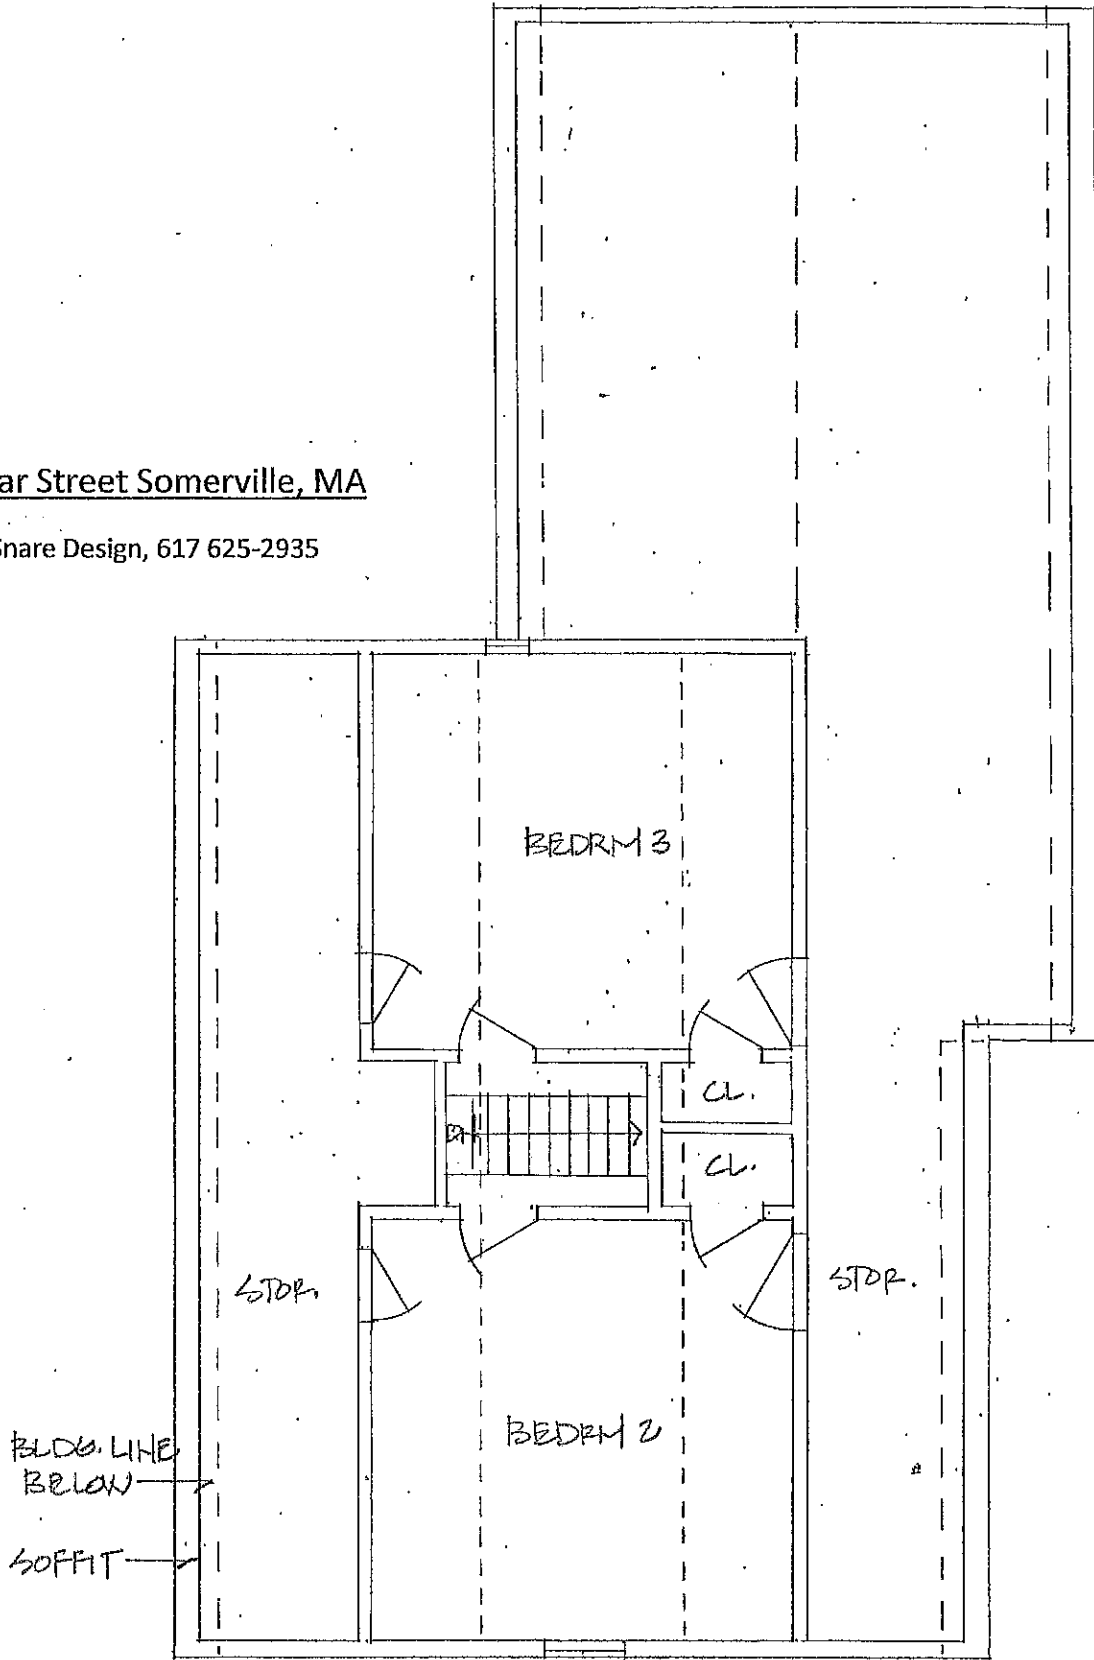 ar Street Somerville, MA
Snare Design, 617 625-2935
BEDRM 3
CL.
CL.
STOR.
STOR.
BEDRM 2
BLDG. LINE
BELOW
SOFFIT